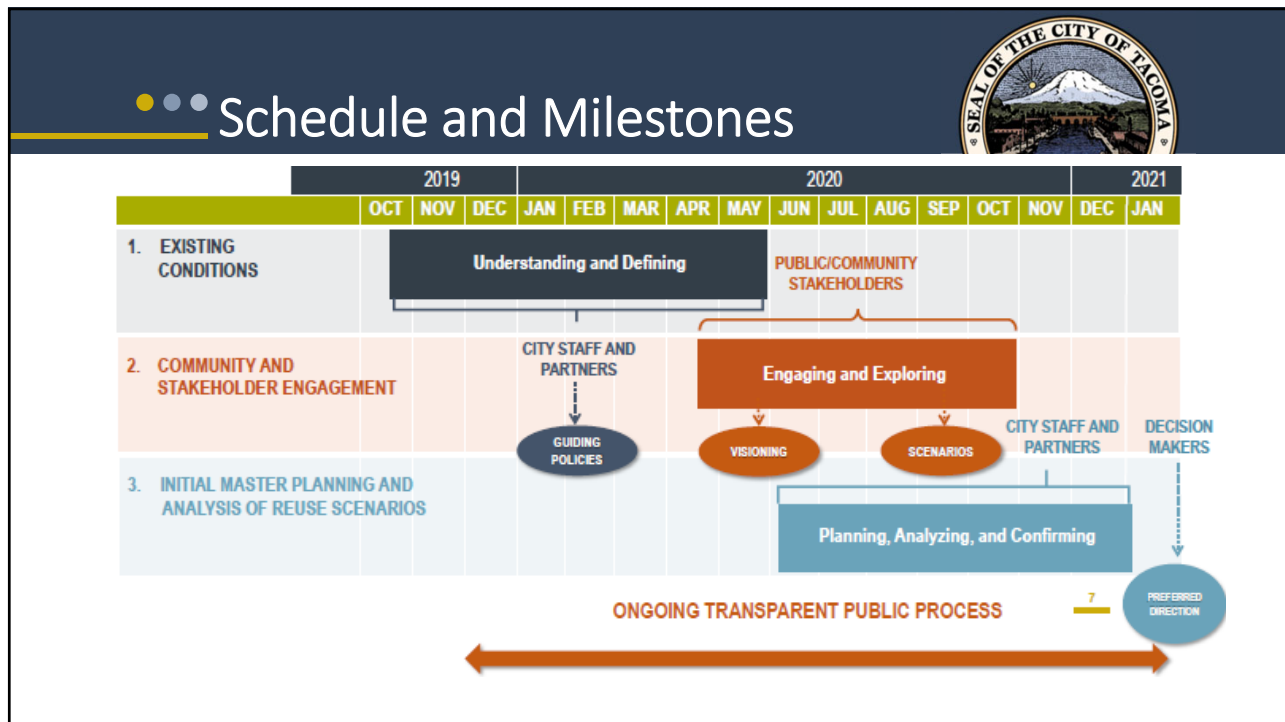 Schedule and Milestones
SEAL OF THE CITY OF TACOMA
2019 2020 2021
OCT NOV DEC JAN FEB MAR APR MAY JUN JUL AUG SEP OCT NOV DEC JAN
1. EXISTING
CONDITIONS
Understanding and Defining
PUBLIC/COMMUNITY
STAKEHOLDERS
2. COMMUNITY AND
STAKEHOLDER ENGAGEMENT
CITY STAFF AND
PARTNERS
Engaging and Exploring
GUIDING
POLICIES
VISIONING
SCENARIOS
CITY STAFF AND
PARTNERS
DECISION
MAKERS
3. INITIAL MASTER PLANNING AND
ANALYSIS OF REUSE SCENARIOS
Planning, Analyzing, and Confirming
ONGOING TRANSPARENT PUBLIC PROCESS
7
PREFERRED
DIRECTION